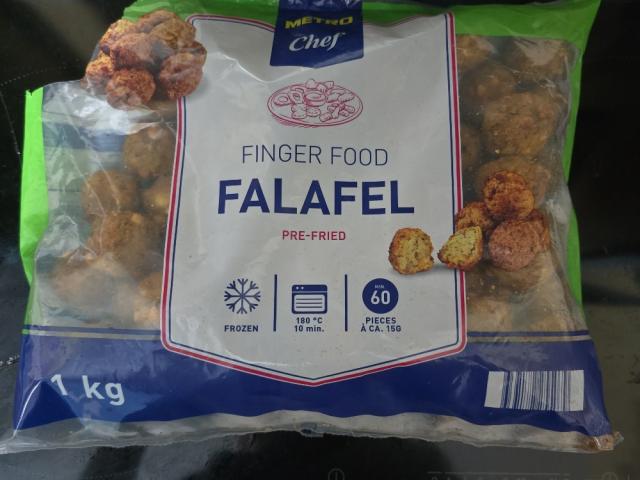 METRO
Chef
FINGER FOOD
FALAFEL
PRE-FRIED
FROZEN
180 °C
10 min.
MIN
60
PIECES
À CA. 15G
1 kg